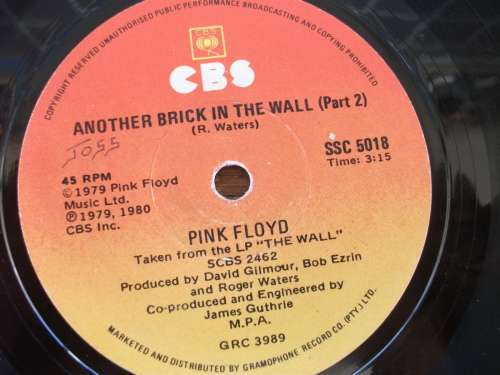 COPYRIGHT RESERVED UNAUTHORISED PUBLIC PERFORMANCE BROADCASTING AND COPYING PROHIBITED
CBS
CBS
ANOTHER BRICK IN THE WALL (Part 2)
(R. Waters)
JOSS
SSC 5018
Time: 3:15
45 RPM
©1979 Pink Floyd
Music Ltd.
℗1979, 1980
CBS Inc.
PINK FLOYD
Taken from the LP "THE WALL"
SCBS 2462
Produced by David Gilmour, Bob Ezrin
and Roger Waters
Co-produced and Engineered by
James Guthrie
M.P.A.
GRC 3989
MARKETED AND DISTRIBUTED BY GRAMOPHONE RECORD CO. (PTY.) LTD.